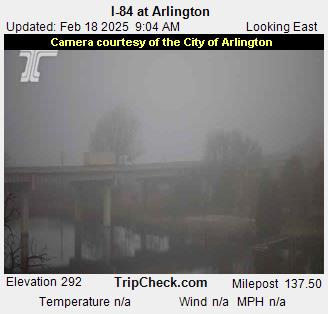 I-84 at Arlington
Updated: Feb 18 2025 9:04 AM Looking East
Camera courtesy of the City of Arlington
Elevation 292 TripCheck.com Milepost 137.50
Temperature n/a Wind n/a MPH n/a